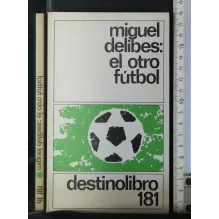 miguel
delibes:
el otro
fútbol
destinolibro
181